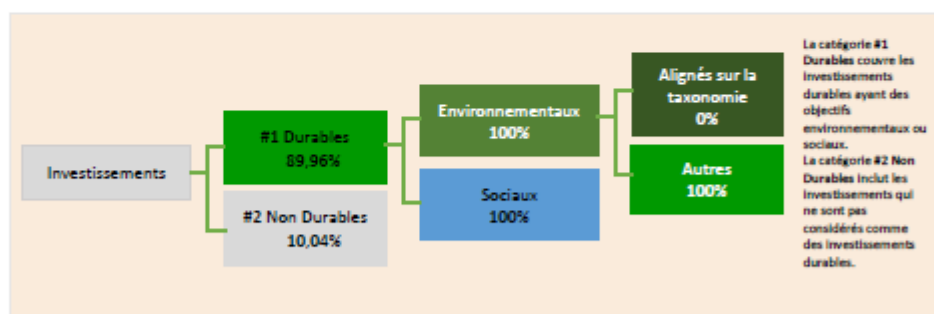 Investissements
#1 Durables
89,96%
#2 Non Durables
10,04%
Environnementaux
100%
Sociaux
100%
Alignés sur la
taxonomie
0%
Autres
100%
La catégorie #1
Durables couvre les
investissements
durables ayant des
objectifs
environnementaux ou
sociaux.
La catégorie #2 Non
Durables inclut les
investissements qui
ne sont pas
considérés comme
des investissements
durables.